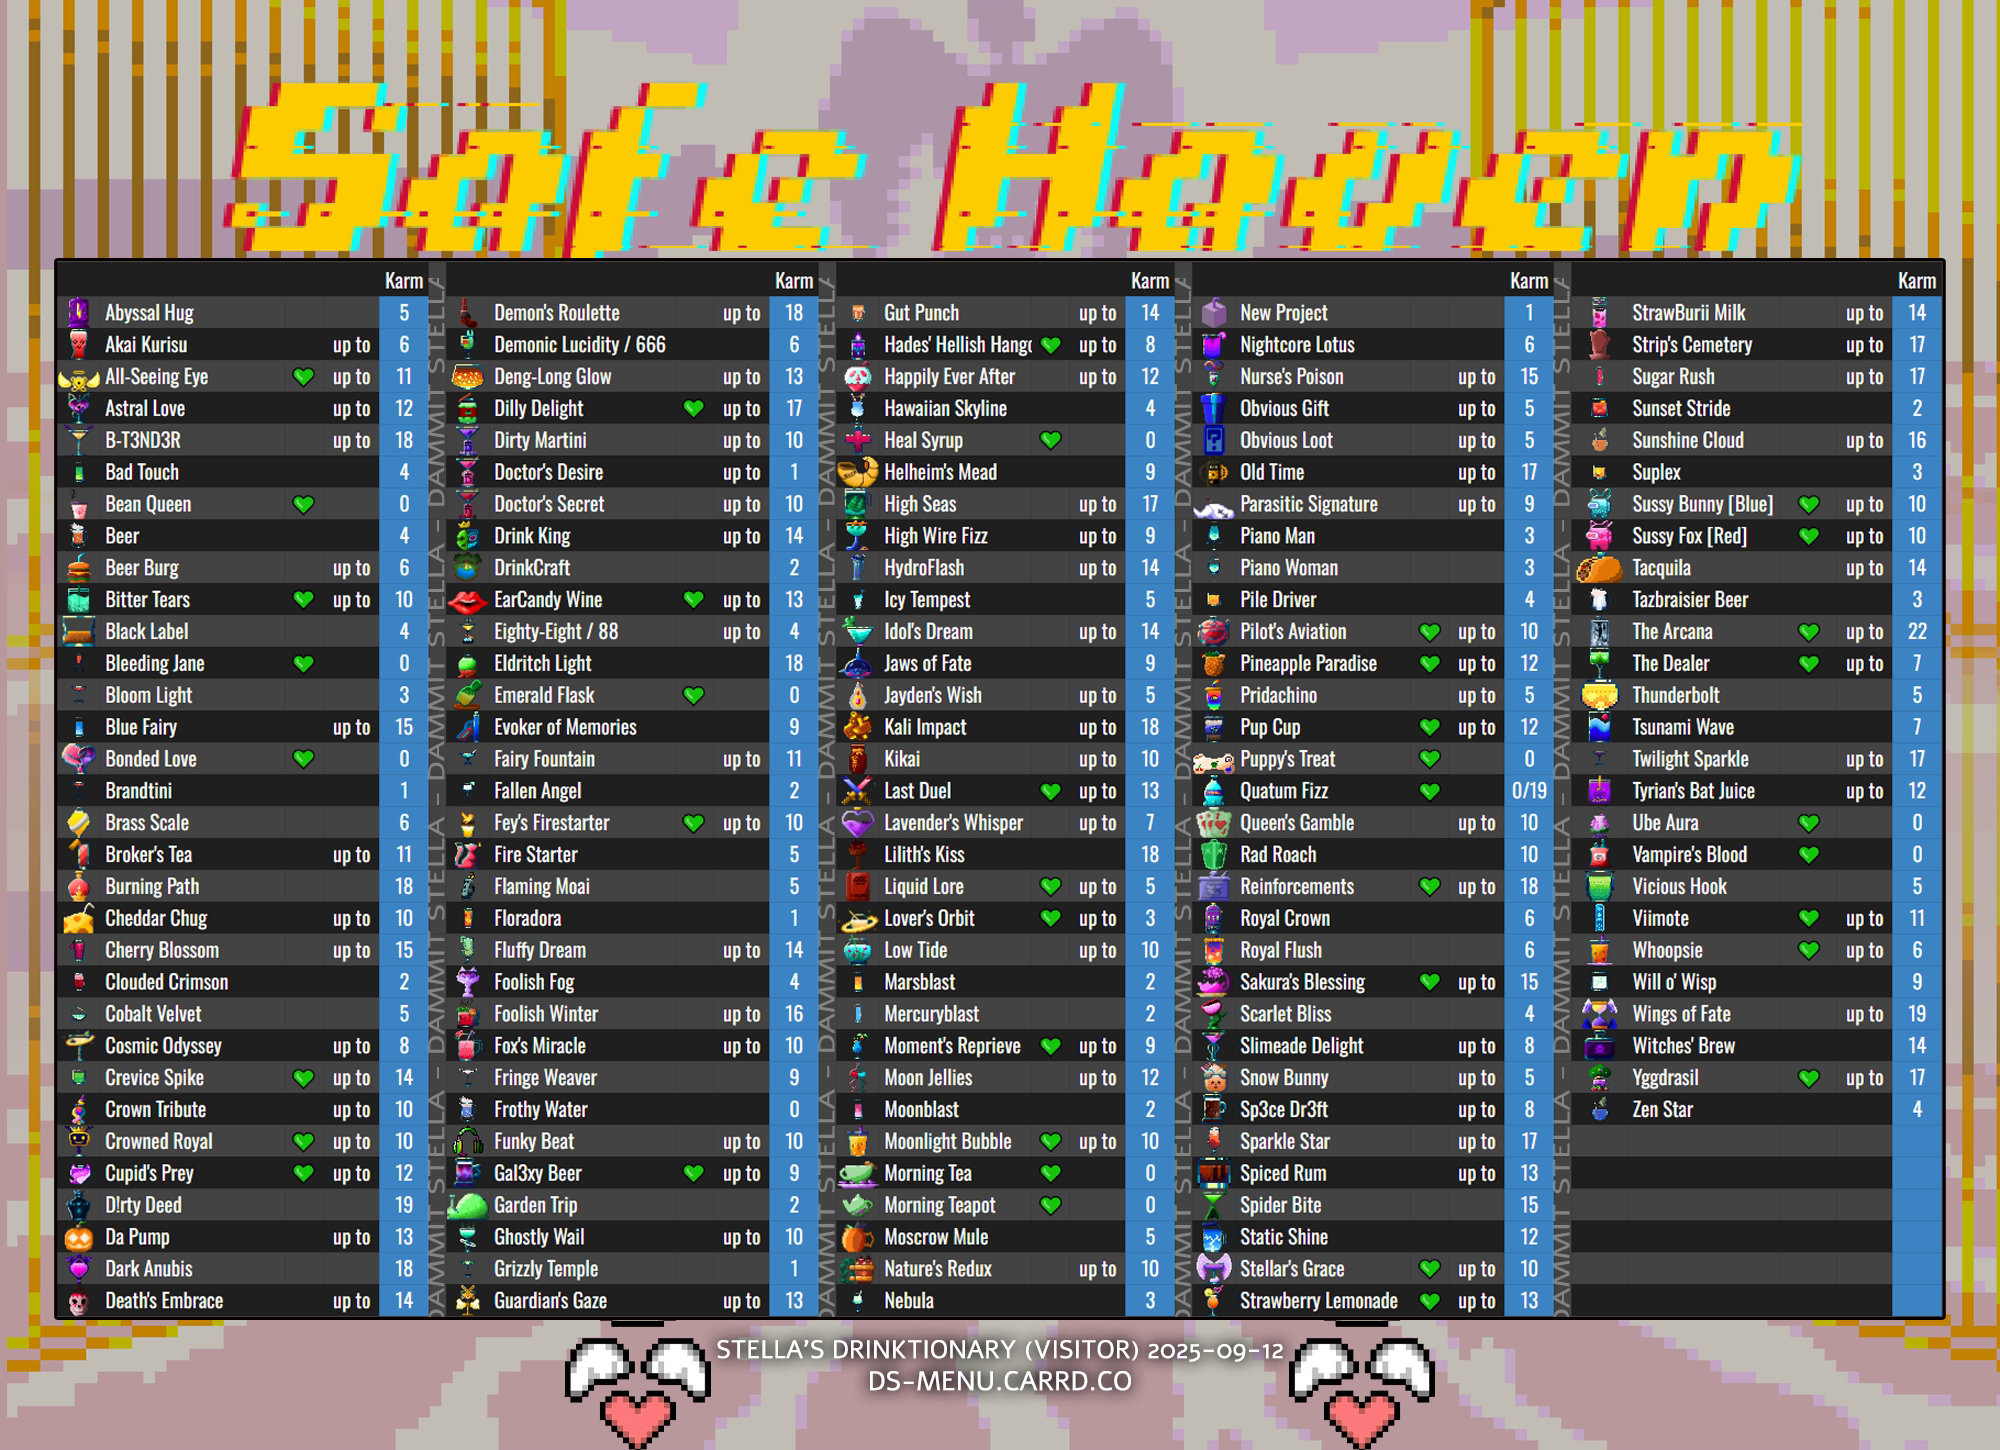 Safe Haven
Karm
Abyssal Hug 5
Akai Kurisu up to 6
All-Seeing Eye up to 11
Astral Love up to 12
B-T3ND3R up to 18
Bad Touch 4
Bean Queen 0
Beer 4
Beer Burg up to 6
Bitter Tears up to 10
Black Label 4
Bleeding Jane 0
Bloom Light 3
Blue Fairy up to 15
Bonded Love 0
Brandtini 1
Brass Scale 6
Broker's Tea up to 11
Burning Path 18
Cheddar Chug up to 10
Cherry Blossom up to 15
Clouded Crimson 2
Cobalt Velvet 5
Cosmic Odyssey up to 8
Crevice Spike up to 14
Crown Tribute up to 10
Crowned Royal up to 10
Cupid's Prey up to 12
D!rty Deed 19
Da Pump up to 13
Dark Anubis 18
Death's Embrace up to 14
DAMMIT STELLA - DAMMIT STELLA - DAMMIT STELLA
Karm
Demon's Roulette up to 18
Demonic Lucidity / 666 6
Deng-Long Glow up to 13
Dilly Delight up to 17
Dirty Martini up to 10
Doctor's Desire up to 1
Doctor's Secret up to 10
Drink King up to 14
DrinkCraft 2
EarCandy Wine up to 13
Eighty-Eight / 88 up to 4
Eldritch Light 18
Emerald Flask 0
Evoker of Memories 9
Fairy Fountain up to 11
Fallen Angel 2
Fey's Firestarter up to 10
Fire Starter 5
Flaming Moai 5
Floradora 1
Fluffy Dream up to 14
Foolish Fog 4
Foolish Winter up to 16
Fox's Miracle up to 10
Fringe Weaver 9
Frothy Water 0
Funky Beat up to 10
Gal3xy Beer up to 9
Garden Trip 2
Ghostly Wail up to 10
Grizzly Temple 1
Guardian's Gaze up to 13
DAMMIT STELLA - DAMMIT STELLA - DAMMIT STELLA
Karm
Gut Punch up to 14
Hades' Hellish Hango up to 8
Happily Ever After up to 12
Hawaiian Skyline 4
Heal Syrup 0
Helheim's Mead 9
High Seas up to 17
High Wire Fizz up to 9
HydroFlash up to 14
Icy Tempest 5
Idol's Dream up to 14
Jaws of Fate 9
Jayden's Wish up to 5
Kali Impact up to 18
Kikai up to 10
Last Duel up to 13
Lavender's Whisper up to 7
Lilith's Kiss 18
Liquid Lore up to 5
Lover's Orbit up to 3
Low Tide up to 10
Marsblast 2
Mercuryblast 2
Moment's Reprieve up to 9
Moon Jellies up to 12
Moonblast 2
Moonlight Bubble up to 10
Morning Tea 0
Morning Teapot 0
Moscrow Mule 5
Nature's Redux up to 10
Nebula 3
DAMMIT STELLA - DAMMIT STELLA - DAMMIT STELLA
Karm
New Project 1
Nightcore Lotus 6
Nurse's Poison up to 15
Obvious Gift up to 5
Obvious Loot up to 5
Old Time up to 17
Parasitic Signature up to 9
Piano Man 3
Piano Woman 3
Pile Driver 4
Pilot's Aviation up to 10
Pineapple Paradise up to 12
Pridachino up to 5
Pup Cup up to 12
Puppy's Treat 0
Quatum Fizz 0/19
Queen's Gamble up to 10
Rad Roach 10
Reinforcements up to 18
Royal Crown 6
Royal Flush 6
Sakura's Blessing up to 15
Scarlet Bliss 4
Slimeade Delight up to 8
Snow Bunny up to 5
Sp3ce Dr3ft up to 8
Sparkle Star up to 17
Spiced Rum up to 13
Spider Bite 15
Static Shine 12
Stellar's Grace up to 10
Strawberry Lemonade up to 13
DAMMIT STELLA - DAMMIT STELLA - DAMMIT STELLA
Karm
StrawBurii Milk up to 14
Strip's Cemetery up to 17
Sugar Rush up to 17
Sunset Stride 2
Sunshine Cloud up to 16
Suplex 3
Sussy Bunny [Blue] up to 10
Sussy Fox [Red] up to 10
Tacquila up to 14
Tazbraisier Beer 3
The Arcana up to 22
The Dealer up to 7
Thunderbolt 5
Tsunami Wave 7
Twilight Sparkle up to 17
Tyrian's Bat Juice up to 12
Ube Aura 0
Vampire's Blood 0
Vicious Hook 5
Viimote up to 11
Whoopsie up to 6
Will o' Wisp 9
Wings of Fate up to 19
Witches' Brew 14
Yggdrasil up to 17
Zen Star 4
STELLA'S DRINKTIONARY (VISITOR) 2025-09-12
DS-MENU.CARRD.CO